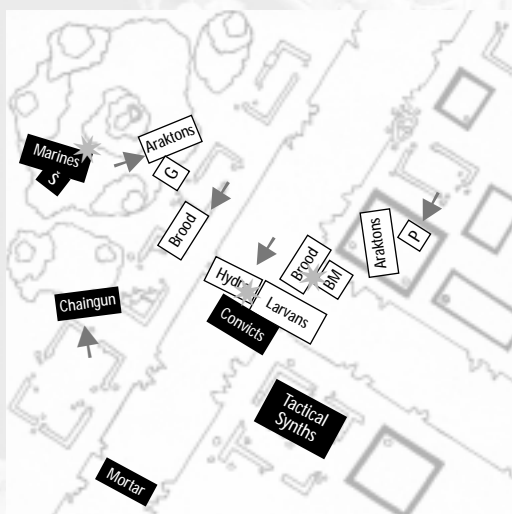 Araktons
Marines
Š
G
Brood
Araktons
P
Brood
BM
Hydr
Larvans
Chaingun
Convicts
Tactical
Synths
Mortar